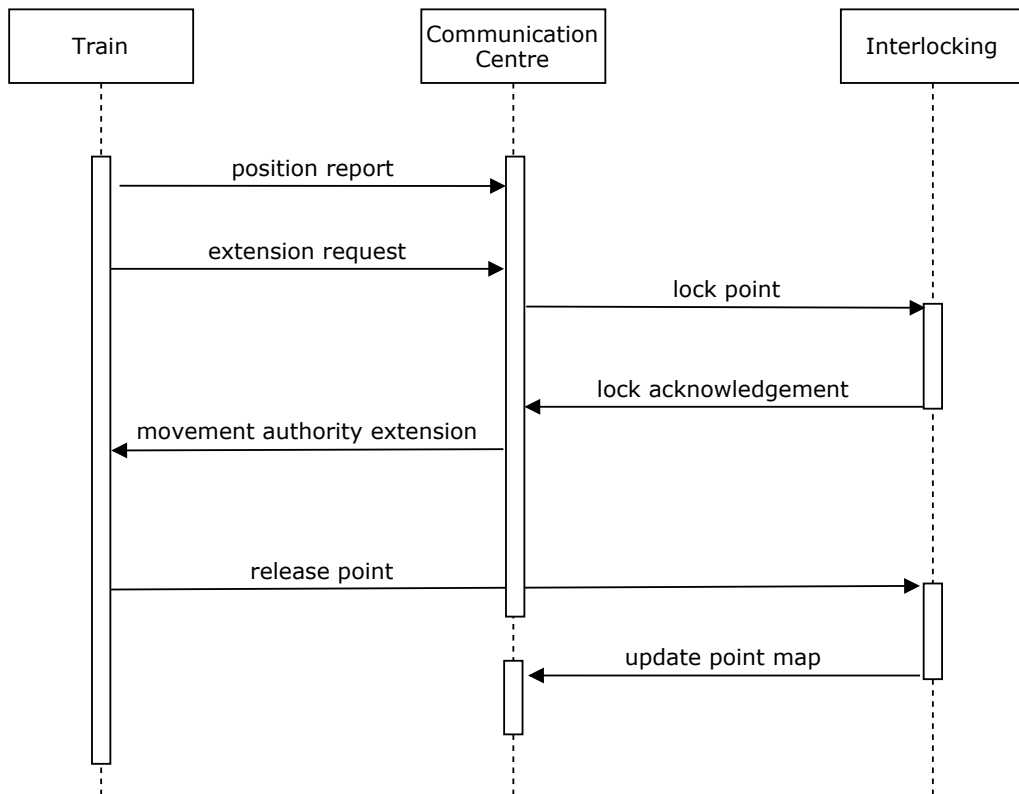 Train
Communication
Centre
Interlocking
position report
extension request
lock point
lock acknowledgement
movement authority extension
release point
update point map